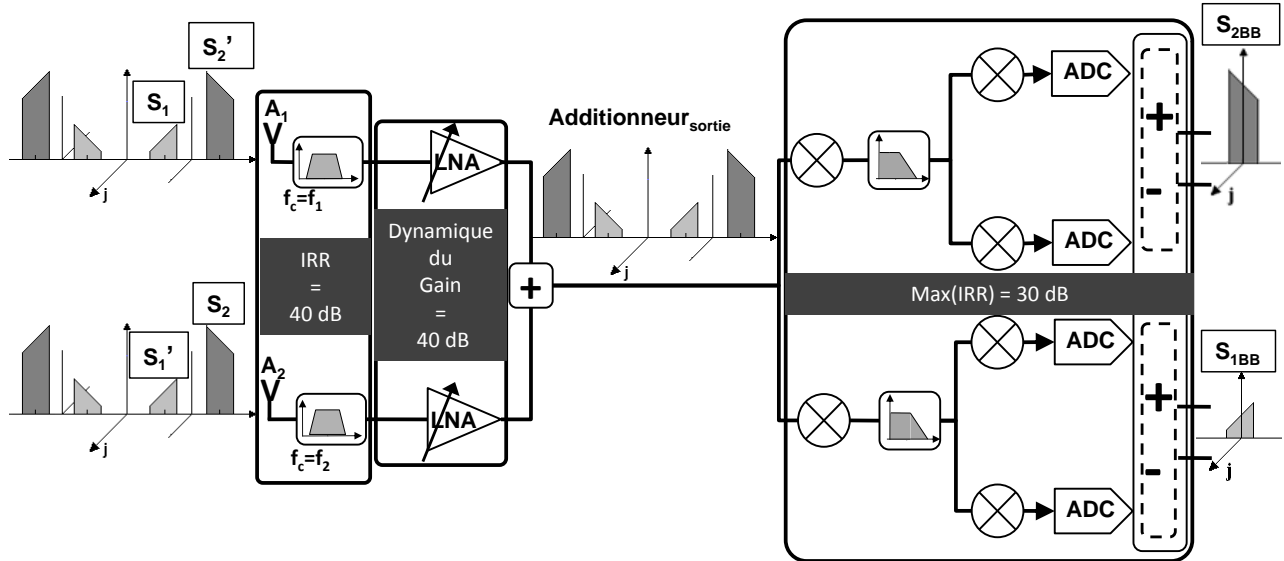 S2'
S1
j
A1
fc=f1
LNA
IRR
=
40 dB
Dynamique
du
Gain
=
40 dB
S2
S1'
j
A2
fc=f2
LNA
Additionneursortie
j
+
ADC
ADC
+
-
Max(IRR) = 30 dB
ADC
ADC
+
-
S2BB
j
S1BB
j